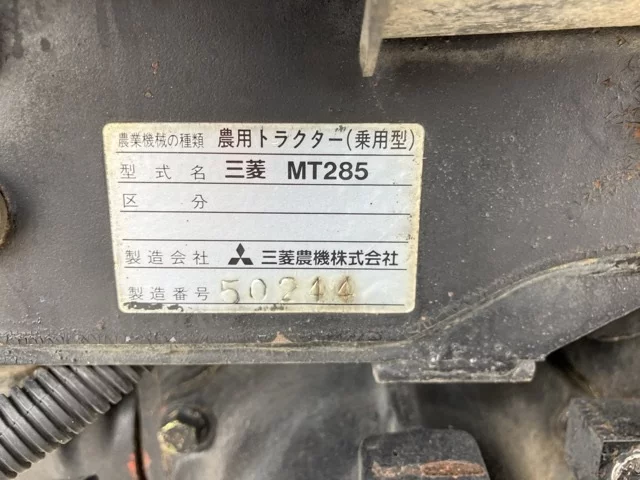 農業機械の種類 農用トラクター(乗用型)
型式名 三菱 MT285
区分
製造会社 三菱農機株式会社
製造番号 50244